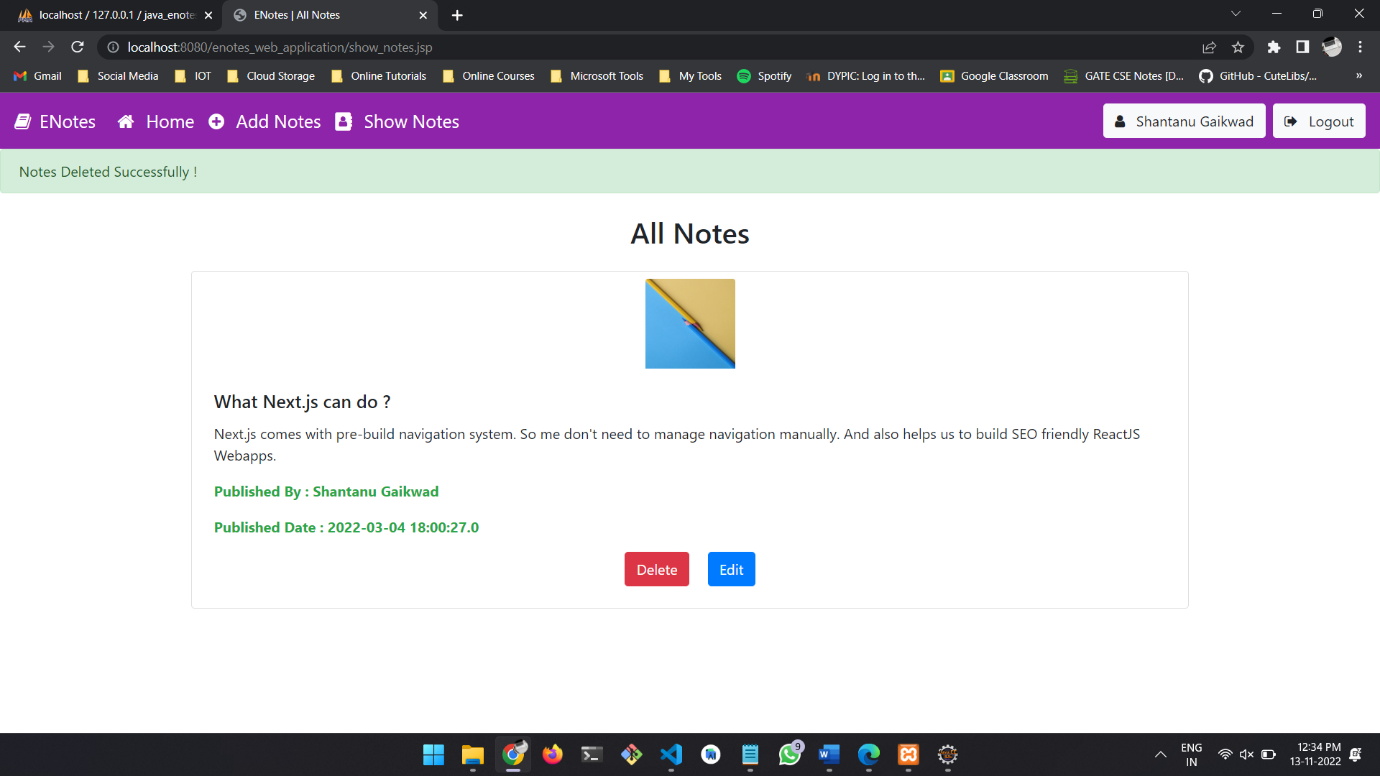 localhost / 127.0.0.1 / java_enote
ENotes | All Notes
localhost:8080/enotes_web_application/show_notes.jsp
Gmail Social Media IOT Cloud Storage Online Tutorials Online Courses Microsoft Tools My Tools Spotify DYPIC: Log in to th... Google Classroom GATE CSE Notes [D... GitHub - CuteLibs/... »
ENotes Home Add Notes Show Notes Shantanu Gaikwad Logout
Notes Deleted Successfully !
All Notes
What Next.js can do ?
Next.js comes with pre-build navigation system. So me don't need to manage navigation manually. And also helps us to build SEO friendly ReactJS
Webapps.
Published By : Shantanu Gaikwad
Published Date : 2022-03-04 18:00:27.0
Delete Edit
9
ENG
IN
12:34 PM
13-11-2022